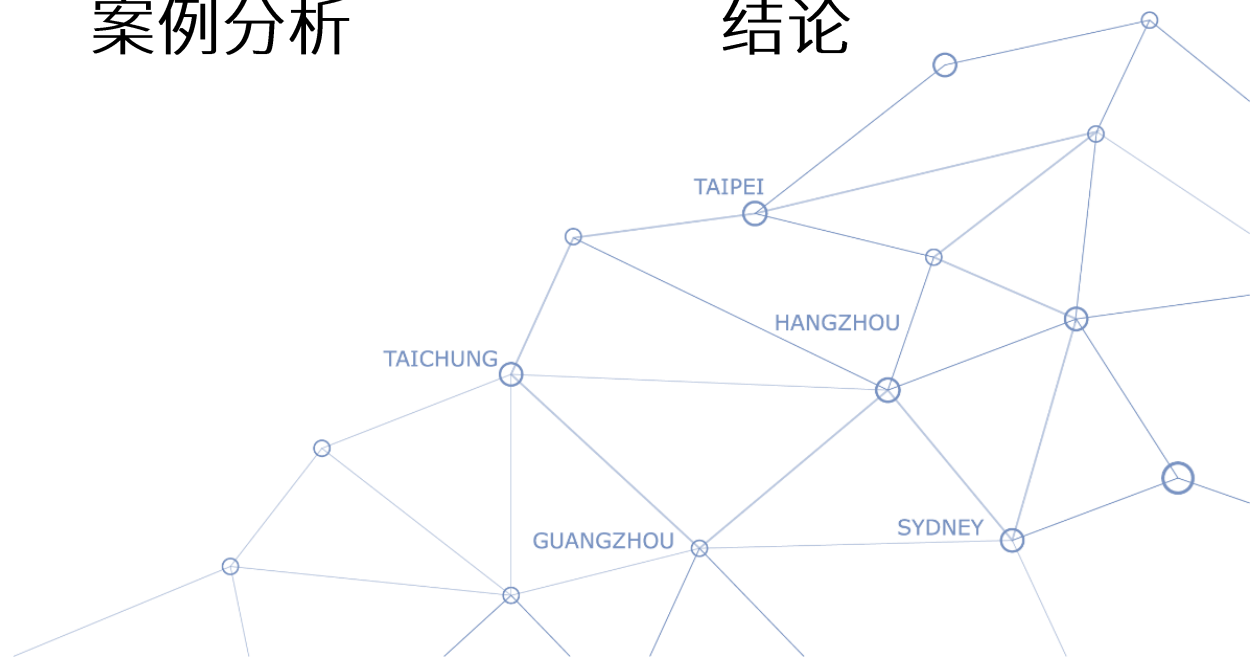 案例分析
结论
TAIPEI
HANGZHOU
TAICHUNG
SYDNEY
GUANGZHOU